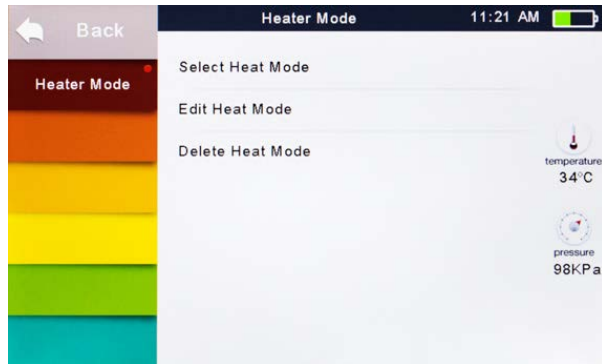 Back
Heater Mode
11:21 AM
Heater Mode
Select Heat Mode
Edit Heat Mode
Delete Heat Mode
temperature
34°C
pressure
98KPa